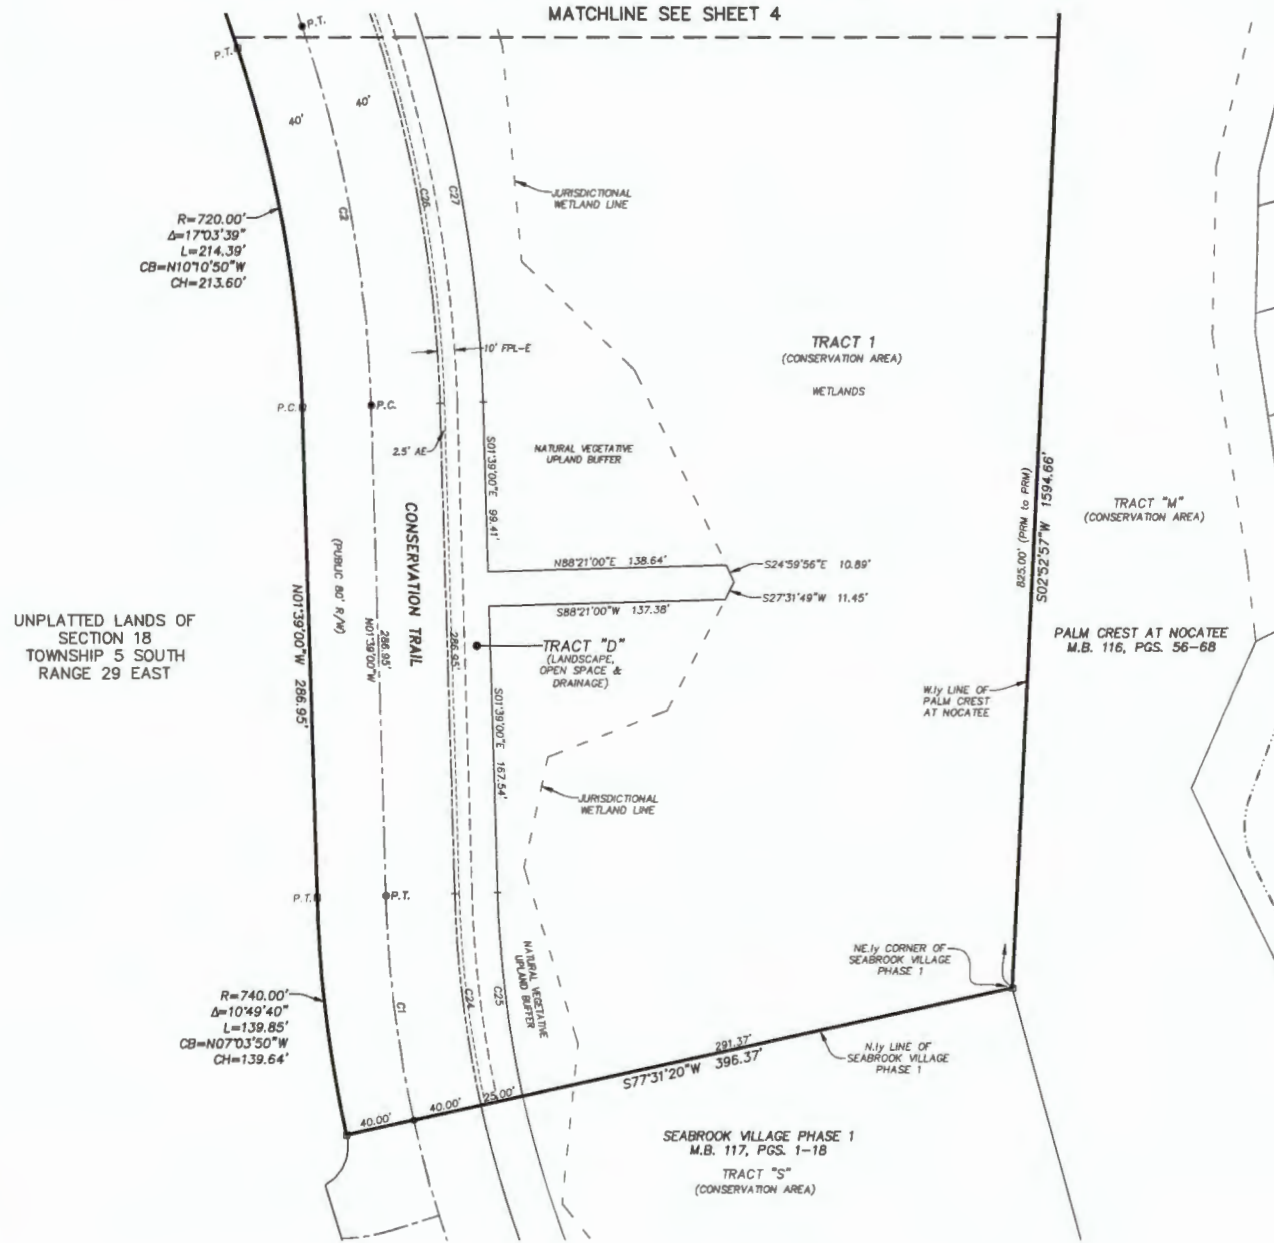 MATCHLINE SEE SHEET 4
P.T.
P.T.
40'
40'
C2
C26
C27
JURISDICTIONAL
WETLAND LINE
R=720.00'
Δ=17°03'39"
L=214.39'
CB=N10°10'50"W
CH=213.60'
10' FPL-E
TRACT 1
(CONSERVATION AREA)
WETLANDS
P.C.
P.C.
2.5' AE
S01°39'00"E 99.41'
NATURAL VEGETATIVE
UPLAND BUFFER
825.00' (PRM to PRM)
S02°52'57"W 1594.66'
TRACT "M"
(CONSERVATION AREA)
CONSERVATION TRAIL
(PUBLIC 80' R/W)
N88°21'00"E 138.64'
S24°59'56"E 10.89'
S27°31'49"W 11.45'
S88°21'00"W 137.38'
UNPLATTED LANDS OF
SECTION 18
TOWNSHIP 5 SOUTH
RANGE 29 EAST
N01°39'00"W 286.95'
286.95'
N01°39'00"W
286.95'
TRACT "D"
(LANDSCAPE,
OPEN SPACE &
DRAINAGE)
PALM CREST AT NOCATEE
M.B. 116, PGS. 56-68
W.ly LINE OF
PALM CREST
AT NOCATEE
S01°39'00"E 167.54'
JURISDICTIONAL
WETLAND LINE
P.T.
P.T.
NATURAL VEGETATIVE
UPLAND BUFFER
NE.ly CORNER OF
SEABROOK VILLAGE
PHASE 1
R=740.00'
Δ=10°49'40"
L=139.85'
CB=N07°03'50"W
CH=139.64'
C1
C24
C25
291.37'
S77°31'20"W 396.37'
N.ly LINE OF
SEABROOK VILLAGE
PHASE 1
40.00'
40.00'
25.00'
SEABROOK VILLAGE PHASE 1
M.B. 117, PGS. 1-18
TRACT "S"
(CONSERVATION AREA)